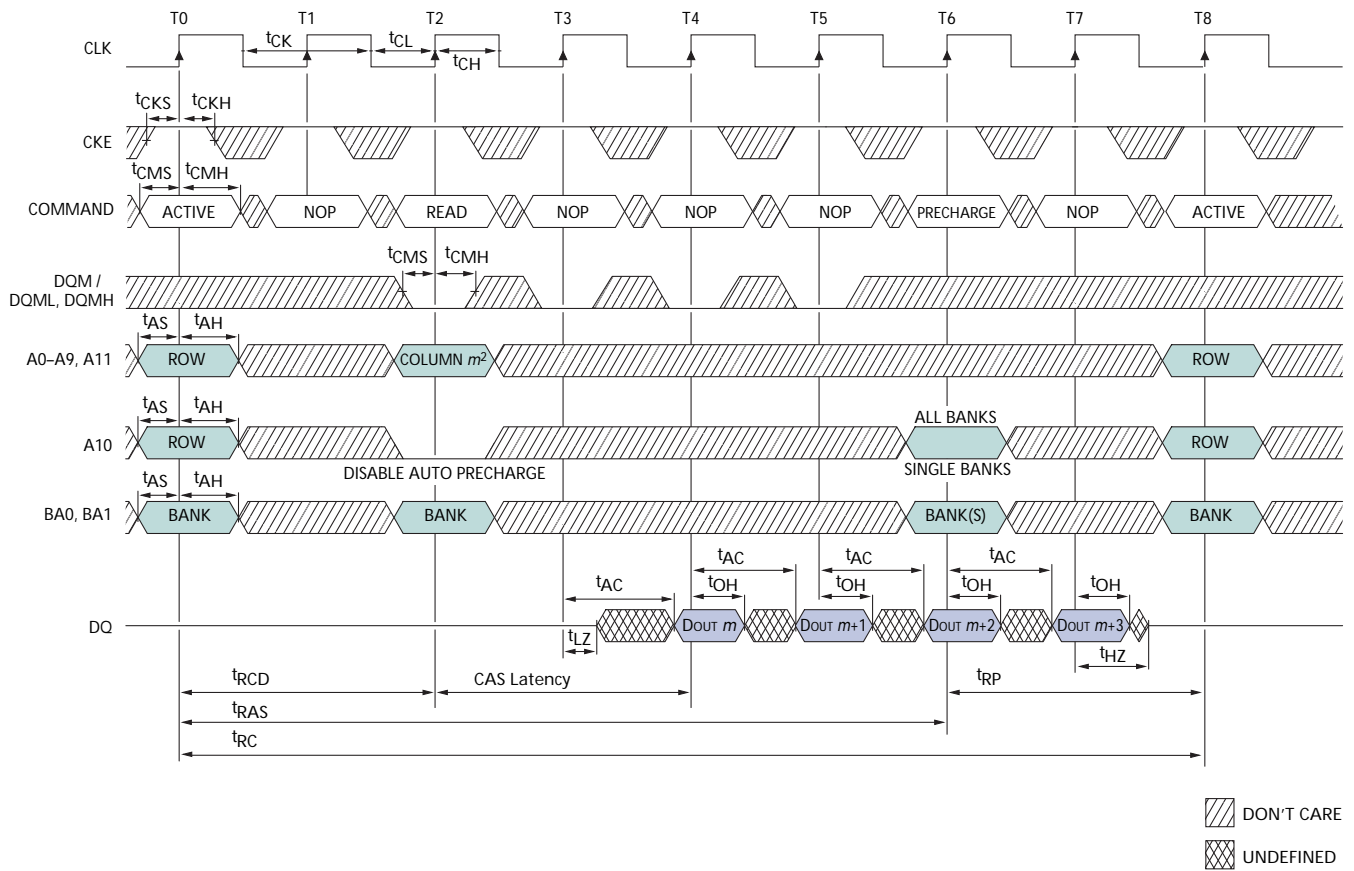 T0 T1 T2 T3 T4 T5 T6 T7 T8
CLK
tCK tCL
tCH
tCKS tCKH
CKE
tCMS tCMH
COMMAND ACTIVE NOP READ NOP NOP NOP PRECHARGE NOP ACTIVE
tCMS tCMH
DQM /
DQML, DQMH
tAS tAH
A0–A9, A11 ROW COLUMN m2 ROW
tAS tAH ALL BANKS
A10 ROW ROW
DISABLE AUTO PRECHARGE SINGLE BANKS
tAS tAH
BA0, BA1 BANK BANK BANK(S) BANK
tAC tAC tAC
tAC tOH tOH tOH tOH
DQ DOUT m DOUT m+1 DOUT m+2 DOUT m+3
tLZ tHZ
tRCD CAS Latency tRP
tRAS
tRC
DON'T CARE
UNDEFINED